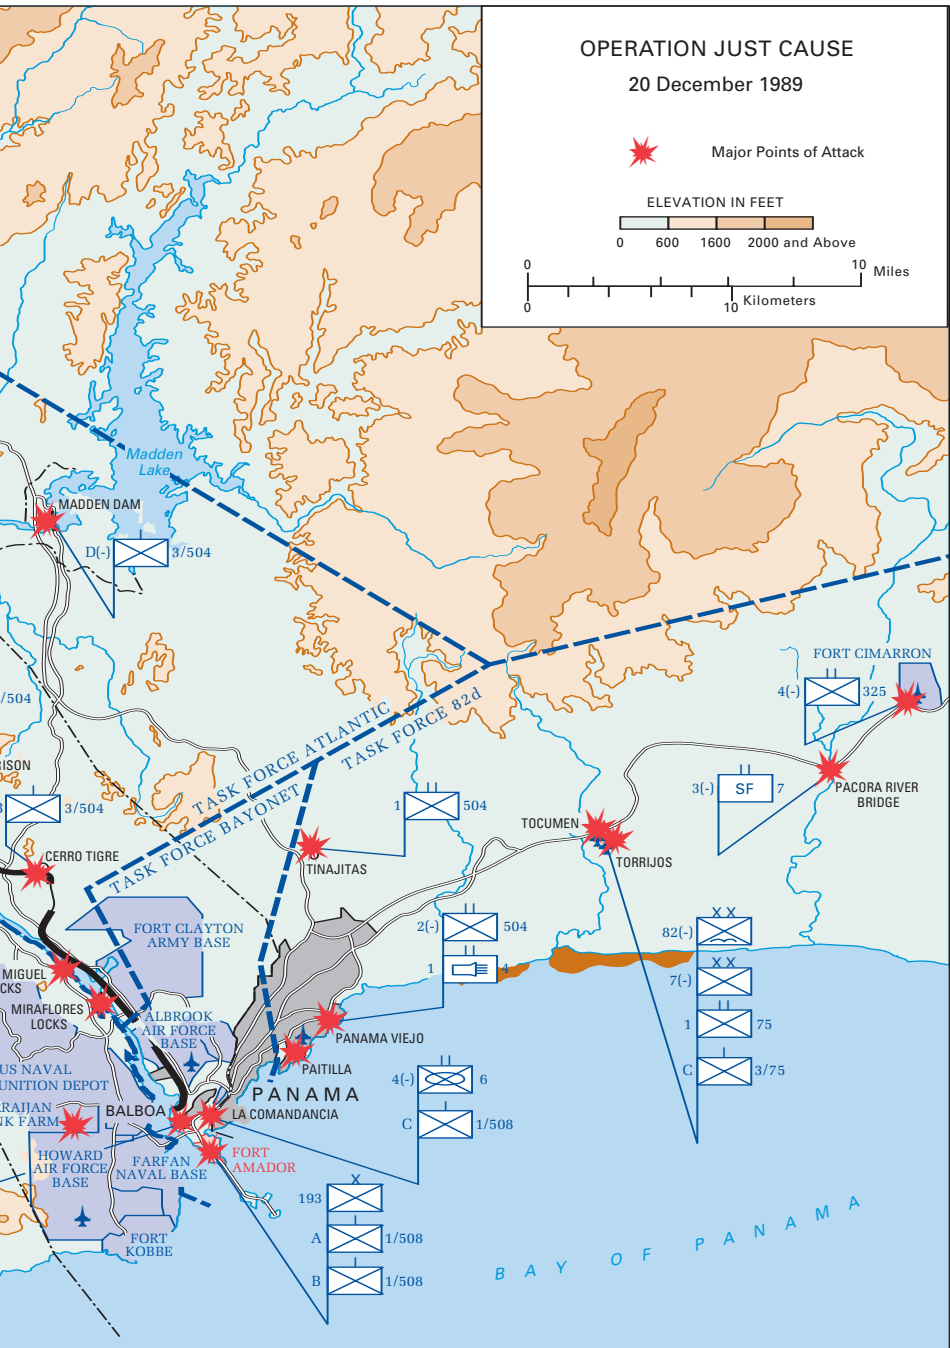 OPERATION JUST CAUSE
20 December 1989
Major Points of Attack
ELEVATION IN FEET
0 600 1600 2000 and Above
0 10 Miles
0 10 Kilometers
Madden
Lake
MADDEN DAM
D(-) 3/504
FORT CIMARRON
4(-) 325
/504
TASK FORCE ATLANTIC
TASK FORCE 82d
TASK FORCE BAYONET
RISON
3 3/504
1 504
3(-) SF 7
PACORA RIVER
BRIDGE
TOCUMEN
TORRIJOS
CERRO TIGRE
TINAJITAS
FORT CLAYTON
ARMY BASE
2(-) 504
1 4
X X
82(-)
X X
7(-)
1 75
C 3/75
MIGUEL
CKS
MIRAFLORES
LOCKS
ALBROOK
AIR FORCE
BASE
PANAMA VIEJO
PAITILLA
US NAVAL
UNITION DEPOT
4(-) 6
C 1/508
PANAMA
BALBOA
LA COMANDANCIA
RAIJAN
NK FARM
HOWARD
AIR FORCE
BASE
FARFAN
NAVAL BASE
FORT
AMADOR
X
193
A 1/508
B 1/508
FORT
KOBBE
BAY OF PANAMA